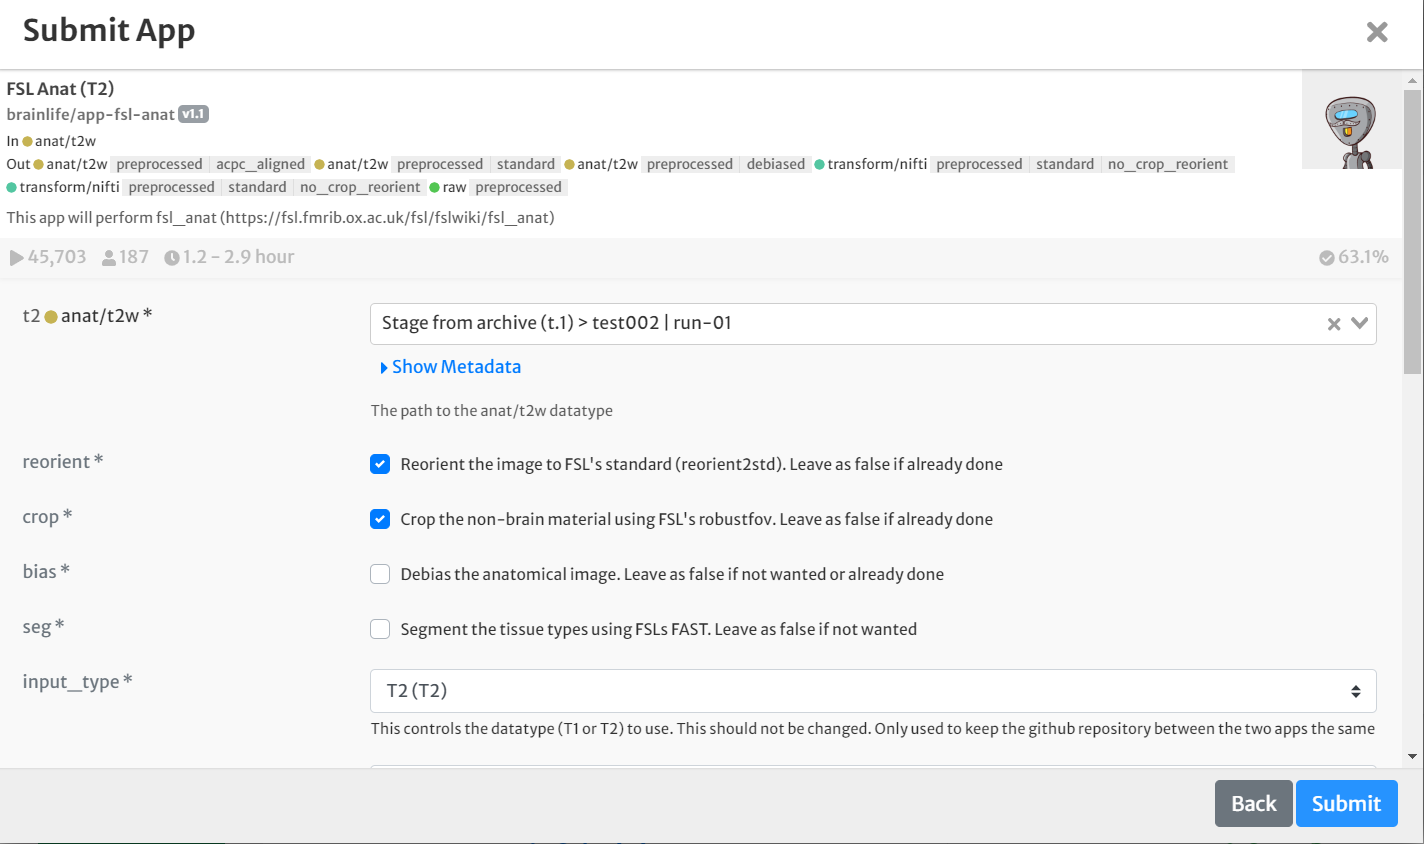 Submit App
FSL Anat (T2)
brainlife/app-fsl-anat v1.1
In anat/t2w
Out anat/t2w preprocessed acpc_aligned anat/t2w preprocessed standard anat/t2w preprocessed debiased transform/nifti preprocessed standard no_crop_reorient
transform/nifti preprocessed standard no_crop_reorient raw preprocessed
This app will perform fsl_anat (https://fsl.fmrib.ox.ac.uk/fsl/fslwiki/fsl_anat)
45,703 187 1.2 - 2.9 hour 63.1%
t2 anat/t2w * Stage from archive (t.1) > test002 | run-01
Show Metadata
The path to the anat/t2w datatype
reorient * Reorient the image to FSL's standard (reorient2std). Leave as false if already done
crop * Crop the non-brain material using FSL's robustfov. Leave as false if already done
bias * Debias the anatomical image. Leave as false if not wanted or already done
seg * Segment the tissue types using FSLs FAST. Leave as false if not wanted
input_type * T2 (T2)
This controls the datatype (T1 or T2) to use. This should not be changed. Only used to keep the github repository between the two apps the same
Back Submit